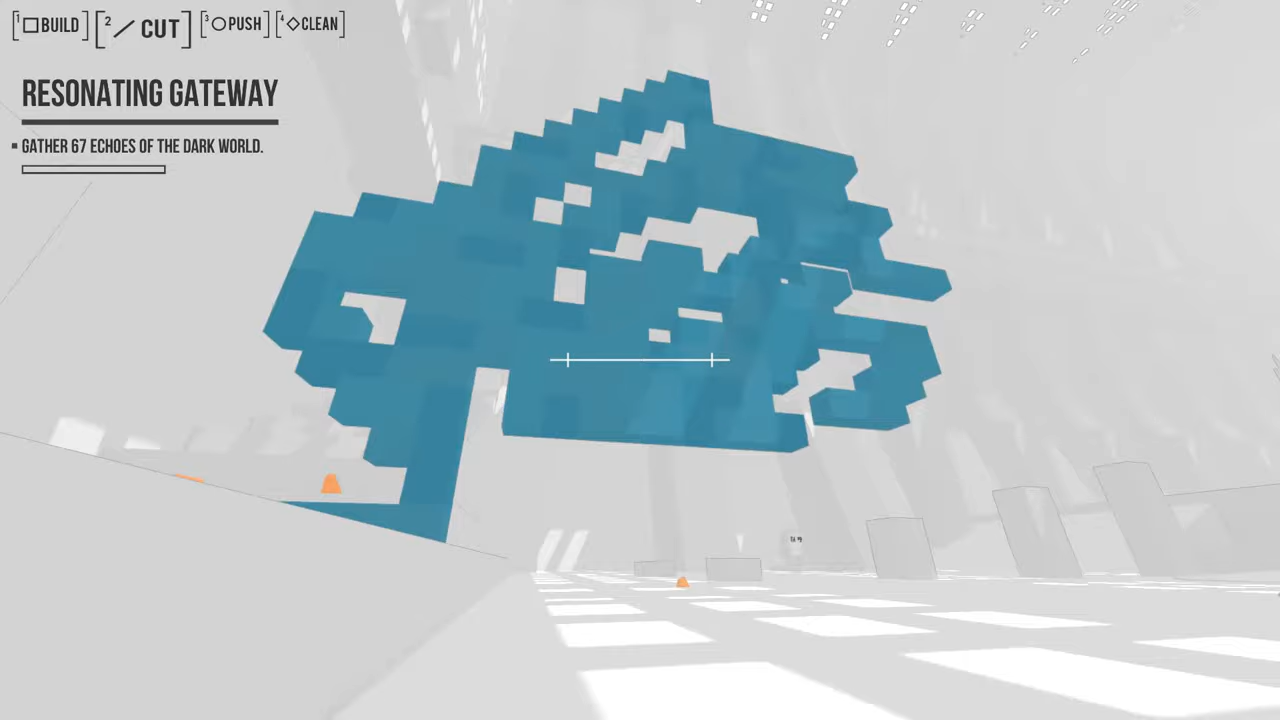 1 BUILD 2 CUT 3 PUSH 4 CLEAN
RESONATING GATEWAY
GATHER 67 ECHOES OF THE DARK WORLD.